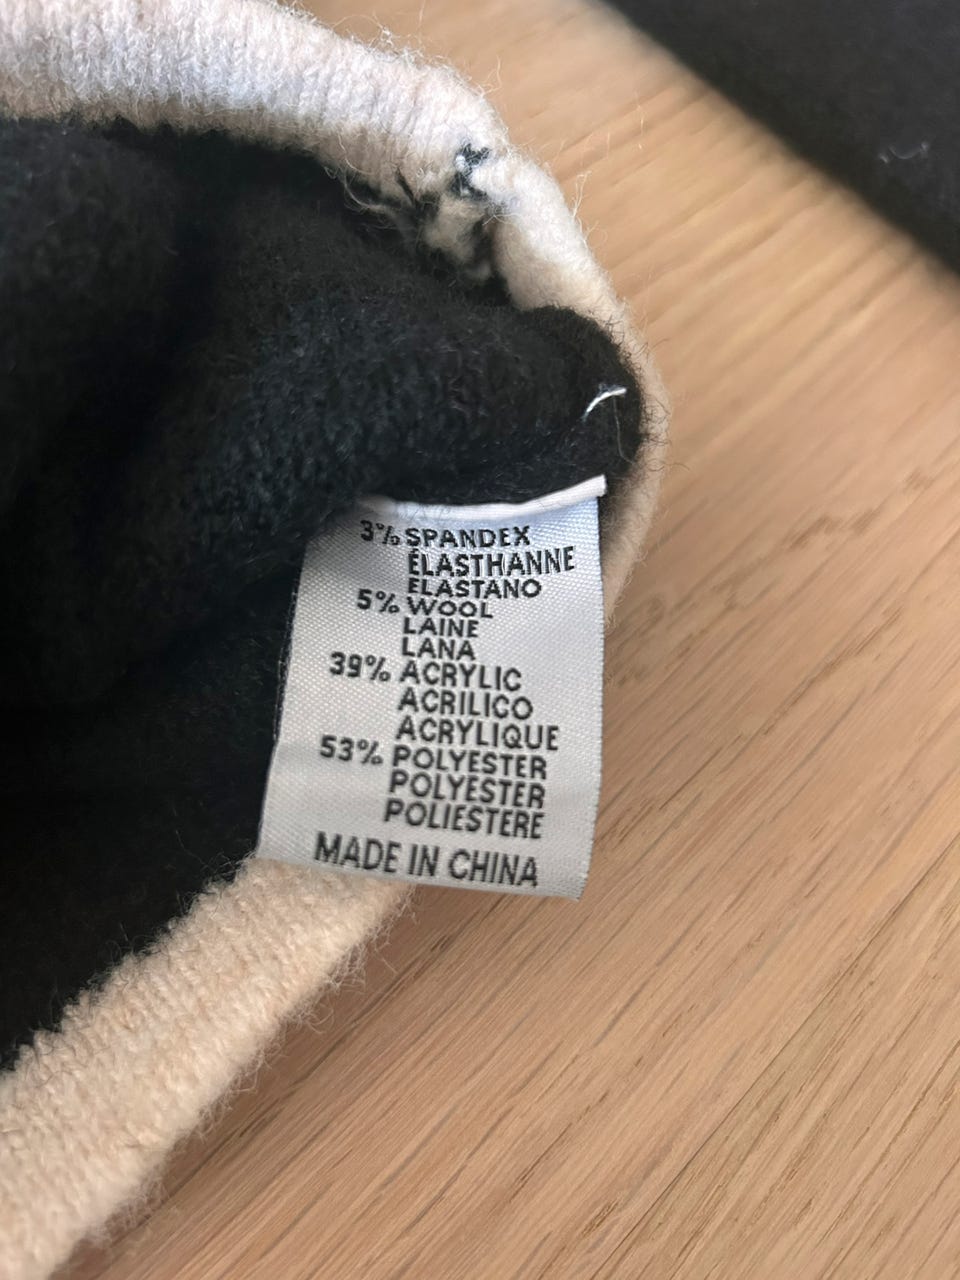 3% SPANDEX
ÉLASTHANNE
ELASTANO
5% WOOL
LAINE
LANA
39% ACRYLIC
ACRILICO
ACRYLIQUE
53% POLYESTER
POLYESTER
POLIESTERE
MADE IN CHINA